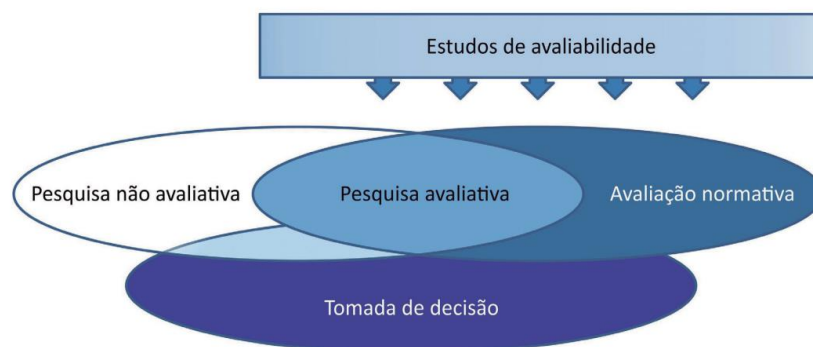 Estudos de avaliabilidade
Pesquisa não avaliativa
Pesquisa avaliativa
Avaliação normativa
Tomada de decisão